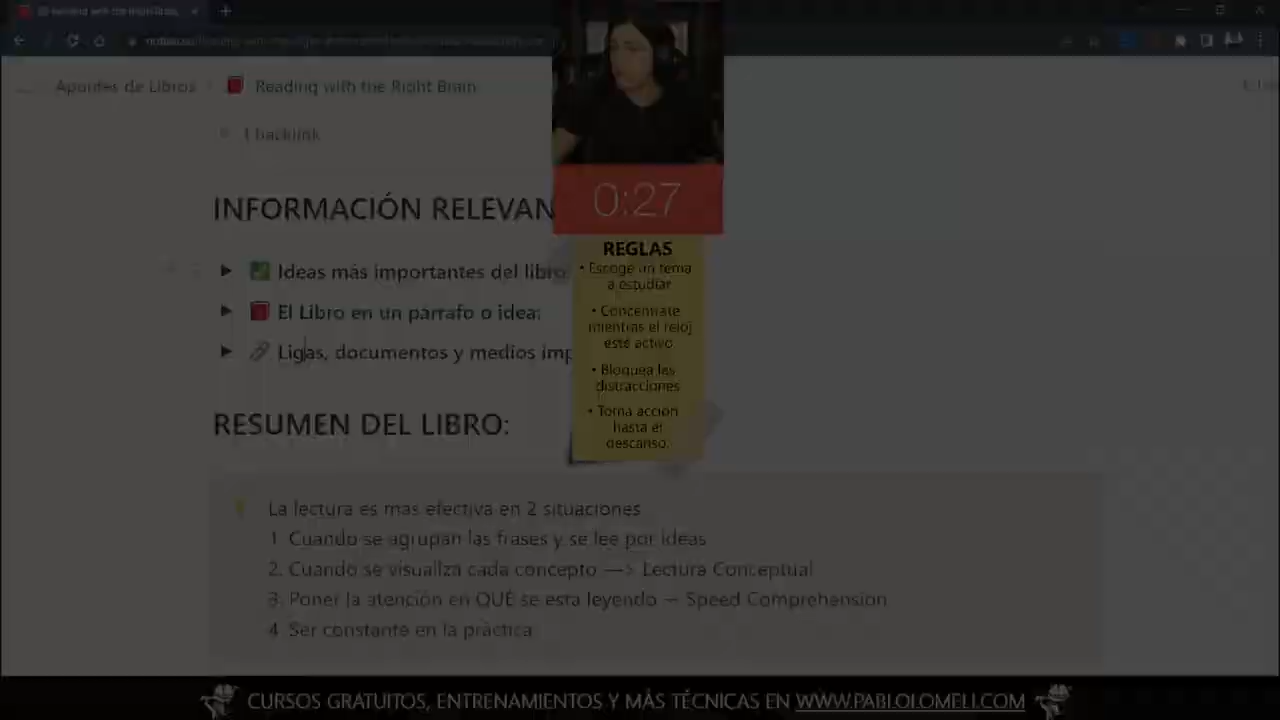 Apuntes de Libros
Reading with the Right Brain
1 backlink
INFORMACIÓN RELEVAN
Ideas más importantes del libro
El Libro en un párrafo o idea:
Ligas, documentos y medios imp
RESUMEN DEL LIBRO:
La lectura es mas efectiva en 2 situaciones
1. Cuando se agrupan las frases y se lee por ideas
2. Cuando se visualiza cada concepto —> Lectura Conceptual
3. Poner la atención en QUE se esta leyendo — Speed Comprehension
4. Ser constante en la práctica
0:27
REGLAS
• Escoge un tema
a estudiar
• Concentrate
mientras el reloj
esté activo
• Bloquea las
distracciones
• Toma acción
hasta el
descanso.
CURSOS GRATUITOS, ENTRENAMIENTOS Y MÁS TÉCNICAS EN WWW.PABLOLOMELI.COM